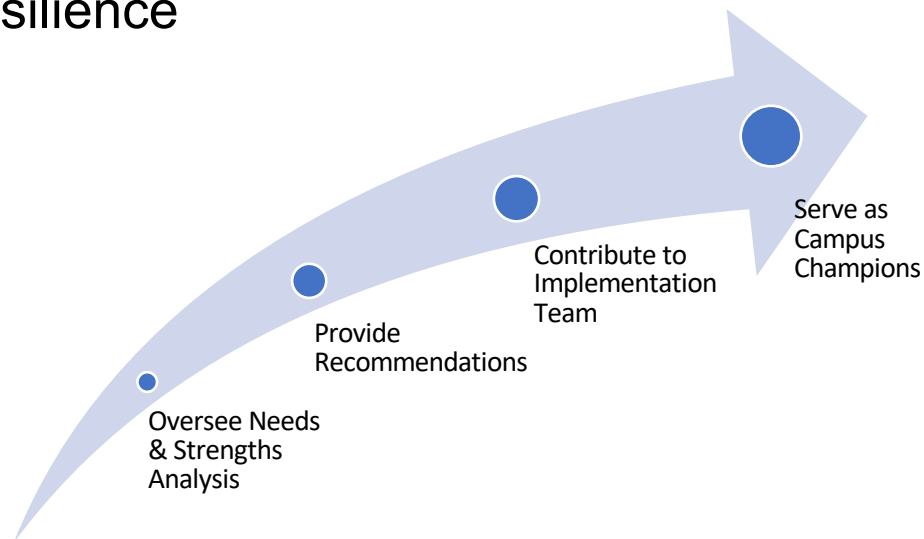 silience
Oversee Needs
& Strengths
Analysis
Provide
Recommendations
Contribute to
Implementation
Team
Serve as
Campus
Champions